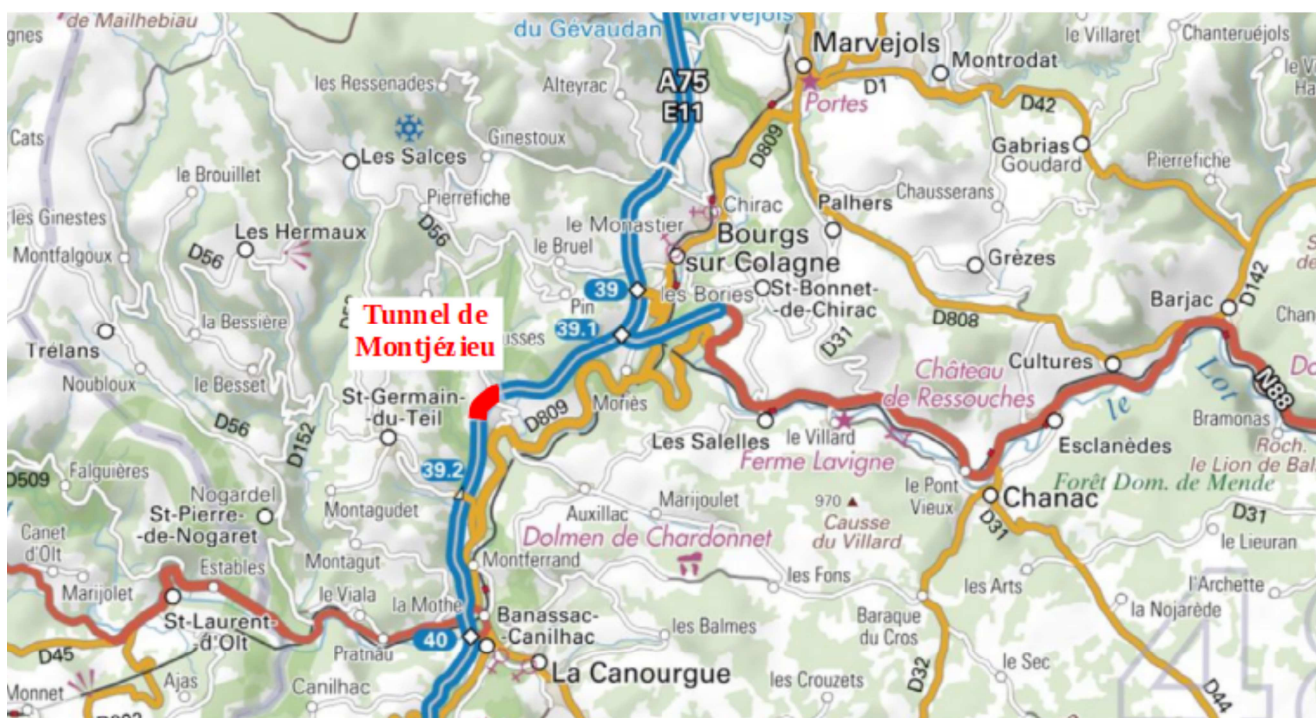 de Mailhebiau
du Gévaudan
Marvejols
le Villaret
Chanteruéjols
gnes
Marvejols
Montrodat
les Ressenades
Alteyrac
A75
E11
Portes
D1
D42
Cats
Les Salces
Ginestoux
D809
Gabrias
Goudard
Pierrefiche
le Brouillet
Pierrefiche
Chausserans
les Ginestes
D56
le Monastier
Chirac
Palhers
Montfalgoux
Les Hermaux
D56
le Bruel
Bourgs
sur Colagne
Grèzes
D142
39
Pin
les Bories
St-Bonnet-
-de-Chirac
Barjac
Tunnel de
Montjézieu
39.1
usses
D31
D808
la Bessière
Trélans
Cultures
Château
de Ressouches
Noubloux
le Besset
St-Germain-
-du-Teil
D809
Moriès
le Lot
N88
D56
D152
Les Salelles
le Villard
Ferme Lavigne
Esclanèdes
Bramonas
Roch.
le Lion de Bal
D509
Falguières
39.2
Nogardel
Montagudet
Marijoulet
970
Causse
du Villard
le Pont
Vieux
Chanac
Forêt Dom. de Mende
St-Pierre-
-de-Nogaret
Auxillac
D31
D31
le Lieuran
Canet
d'Olt
Montagut
Dolmen de Chardonnet
Montferrand
Marijolet
Estables
les Fons
les Arts
l'Archette
St-Laurent-
-d'Olt
le Viala
la Mothe
Banassac-
-Canilhac
Baraque
du Cros
la Nojarède
D45
Pratnau
40
les Balmes
Monnet
Ajas
Canilhac
La Canourgue
les Crouzets
D32
le Sec
D44